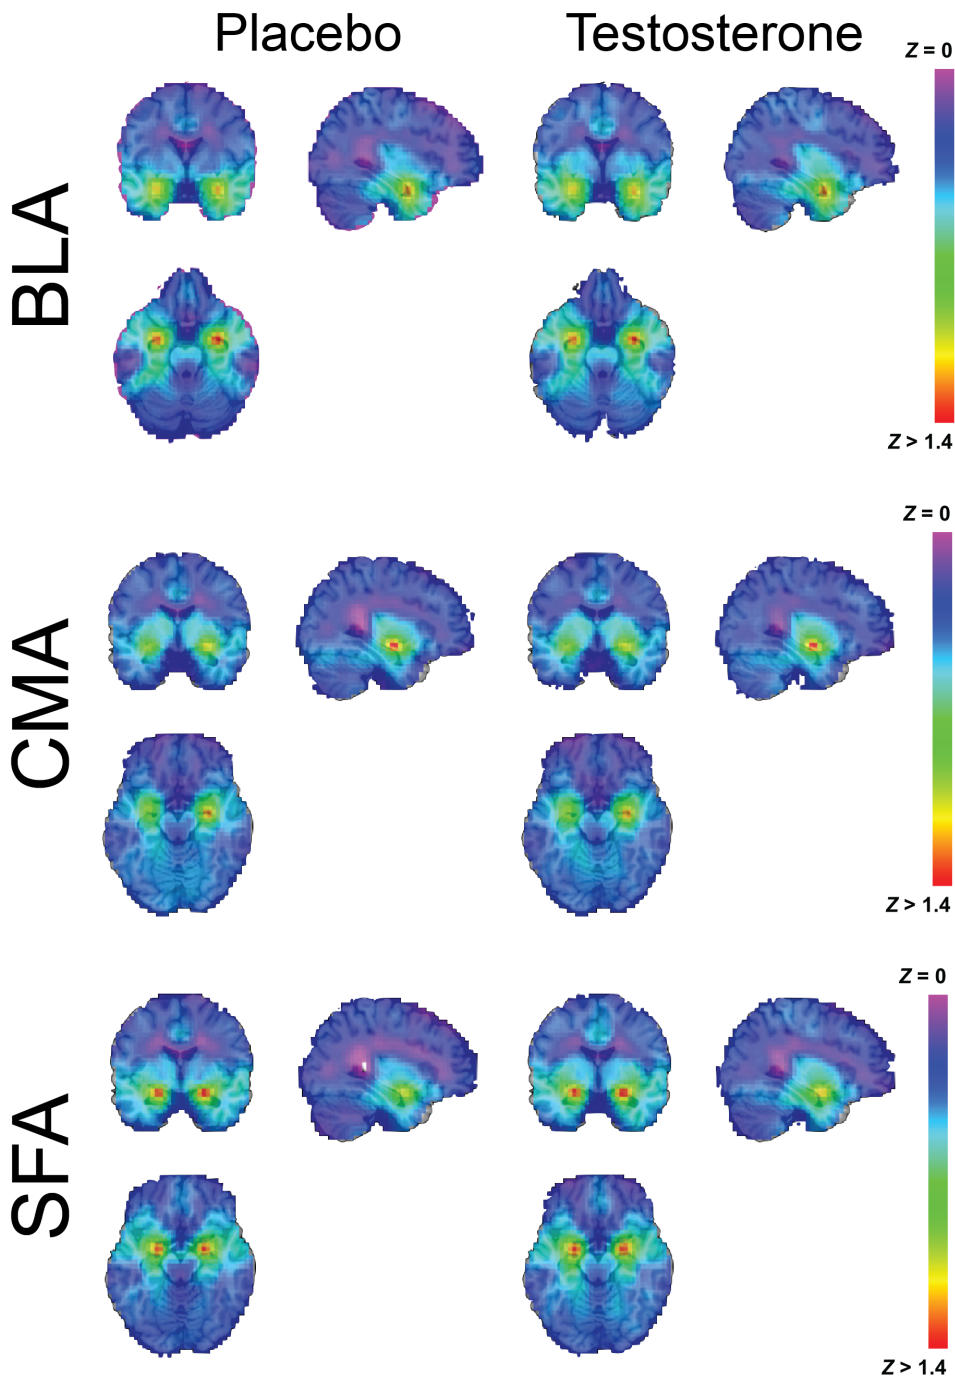 Placebo Testosterone
Z = 0
BLA
Z > 1.4
Z = 0
CMA
Z > 1.4
Z = 0
SFA
Z > 1.4